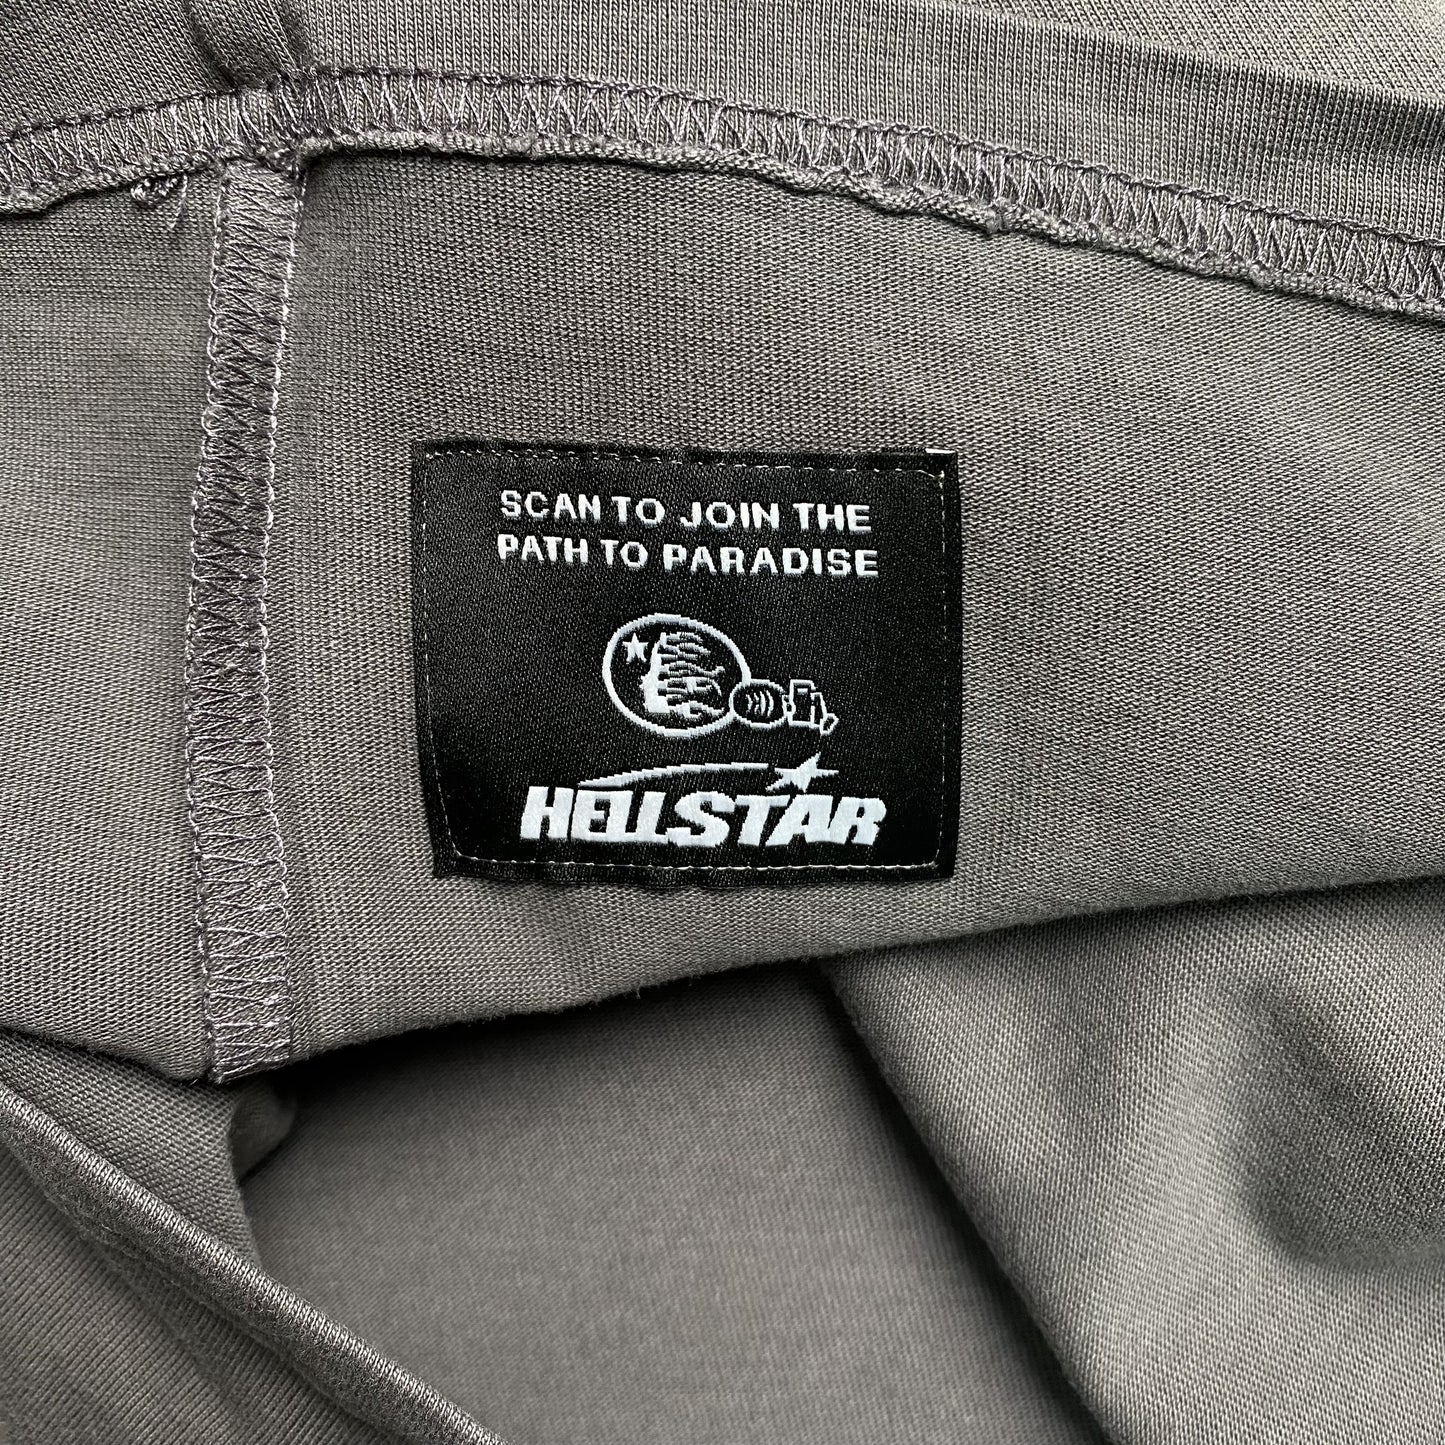 SCAN TO JOIN THE
PATH TO PARADISE
HELLSTAR